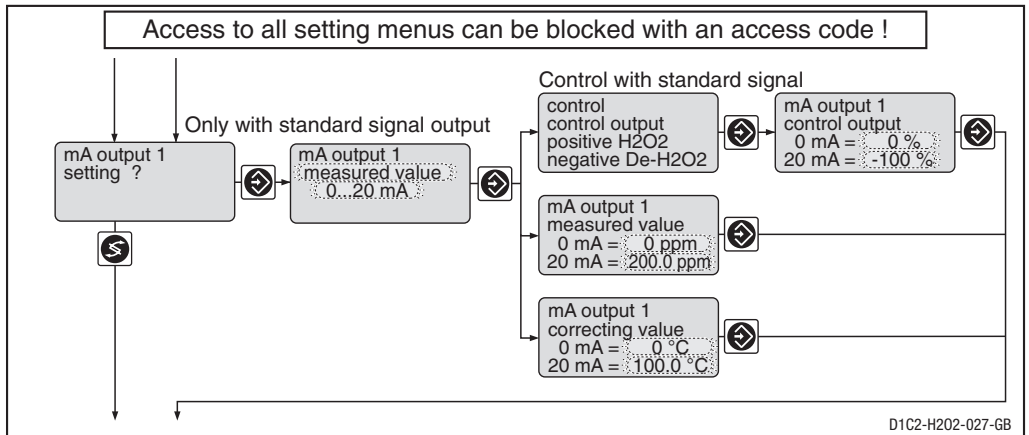 Access to all setting menus can be blocked with an access code !
Only with standard signal output
Control with standard signal
mA output 1
setting ?
mA output 1
measured value
0...20 mA
control
control output
positive H2O2
negative De-H2O2
mA output 1
control output
0 mA = 0 %
20 mA = -100 %
mA output 1
measured value
0 mA = 0 ppm
20 mA = 200.0 ppm
mA output 1
correcting value
0 mA = 0 °C
20 mA = 100.0 °C
D1C2-H202-027-GB